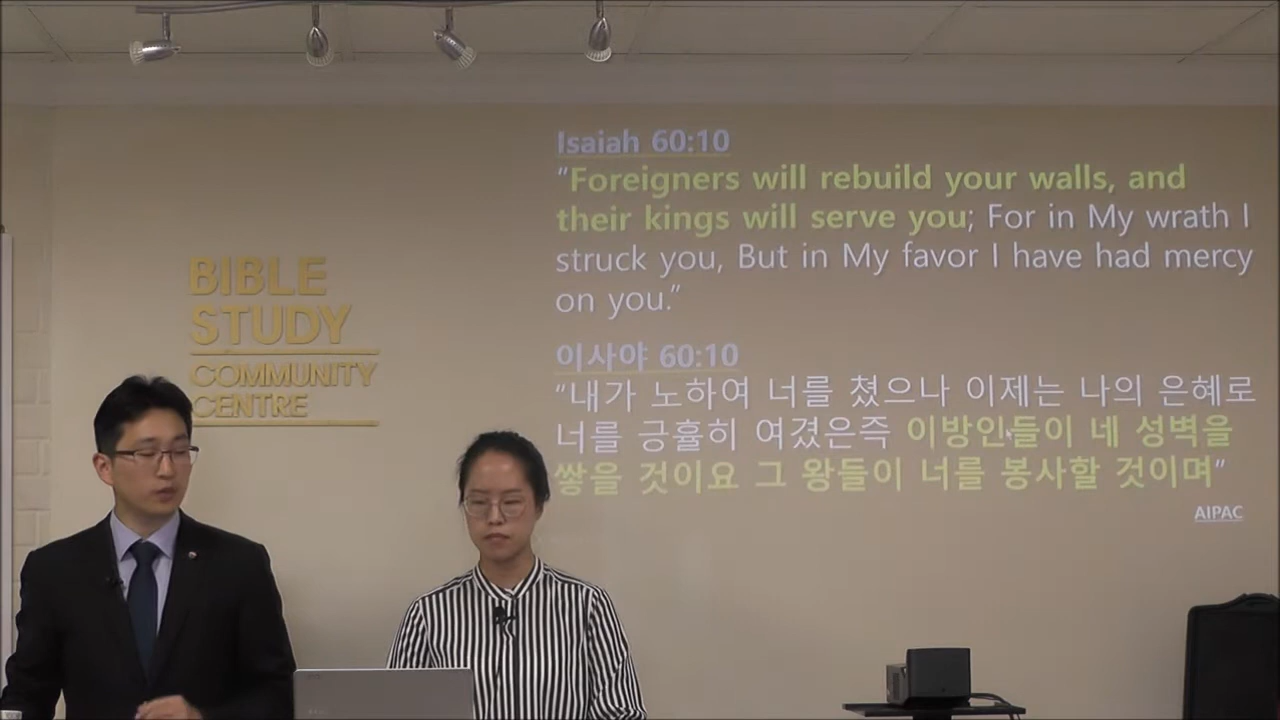 Isaiah 60:10
"Foreigners will rebuild your walls, and
their kings will serve you; For in My wrath I
struck you, But in My favor I have had mercy
on you."
이사야 60:10
"내가 노하여 너를 쳤으나 이제는 나의 은혜로
너를 긍휼히 여겼은즉 이방인들이 네 성벽을
쌓을 것이요 그 왕들이 너를 봉사할 것이며"
AIPAC
BIBLE
STUDY
COMMUNITY
CENTRE